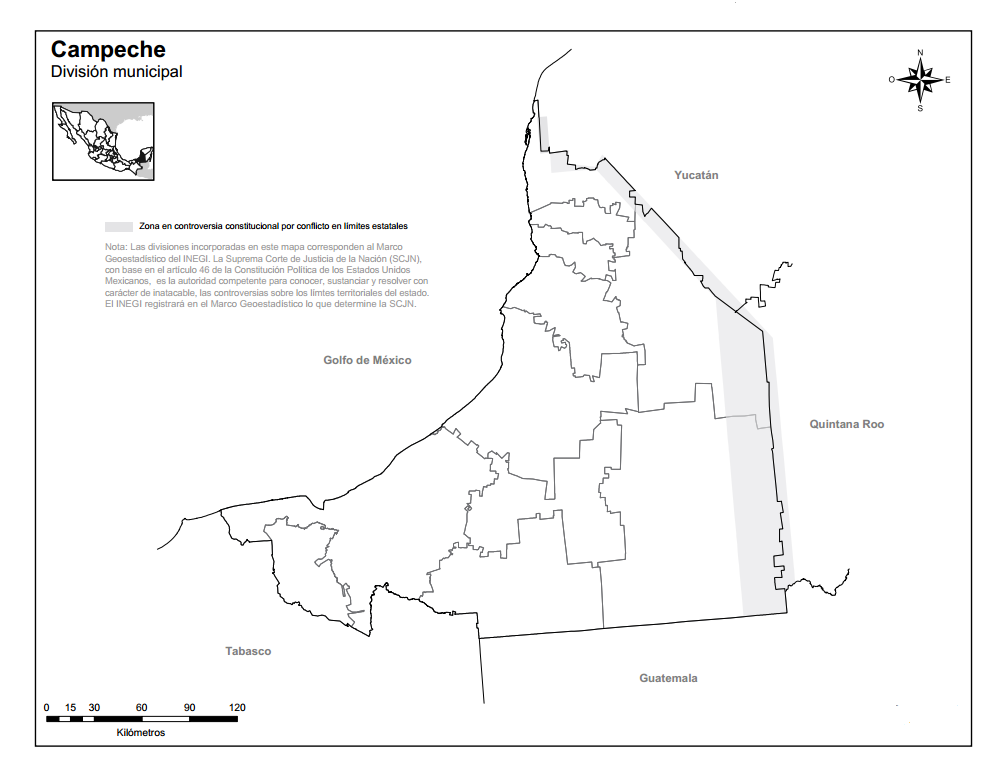 Campeche
División municipal
N
O
E
S
Yucatán
Zona en controversia constitucional por conflicto en límites estatales
Nota: Las divisiones incorporadas en este mapa corresponden al Marco
Geoestadístico del INEGI. La Suprema Corte de Justicia de la Nación (SCJN),
con base en el artículo 46 de la Constitución Política de los Estados Unidos
Mexicanos, es la autoridad competente para conocer, sustanciar y resolver con
carácter de inatacable, las controversias sobre los límtes territoriales del estado.
El INEGI registrará en el Marco Geoestadístico lo que determine la SCJN.
Golfo de México
Quintana Roo
Tabasco
Guatemala
0 15 30 60 90 120
Kilómetros